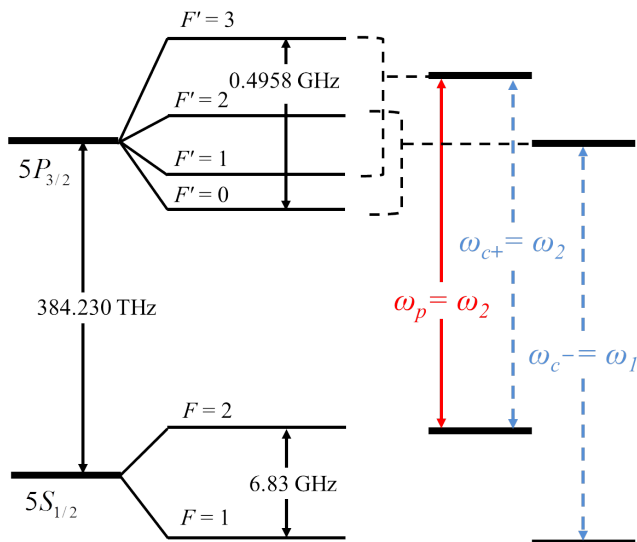 F' = 3
0.4958 GHz
F' = 2
5P3/2
F' = 1
F' = 0
ωc+ = ω2
ωp = ω2
384.230 THz
ωc- = ω1
F = 2
5S1/2
6.83 GHz
F = 1